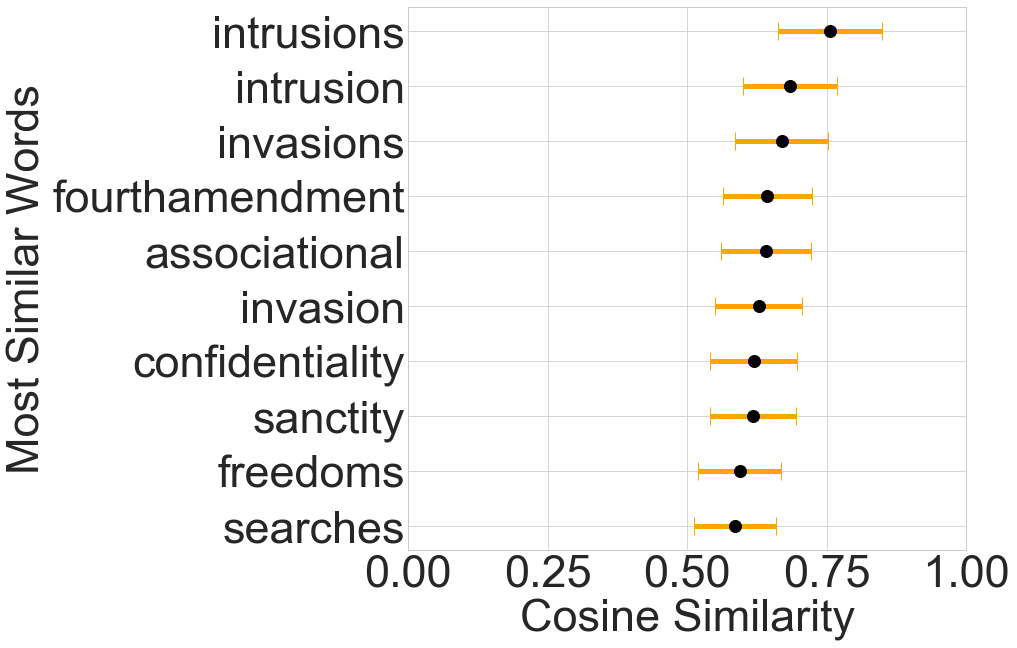 Most Similar Words
intrusions
intrusion
invasions
fourthamendment
associational
invasion
confidentiality
sanctity
freedoms
searches
0.00 0.25 0.50 0.75 1.00
Cosine Similarity